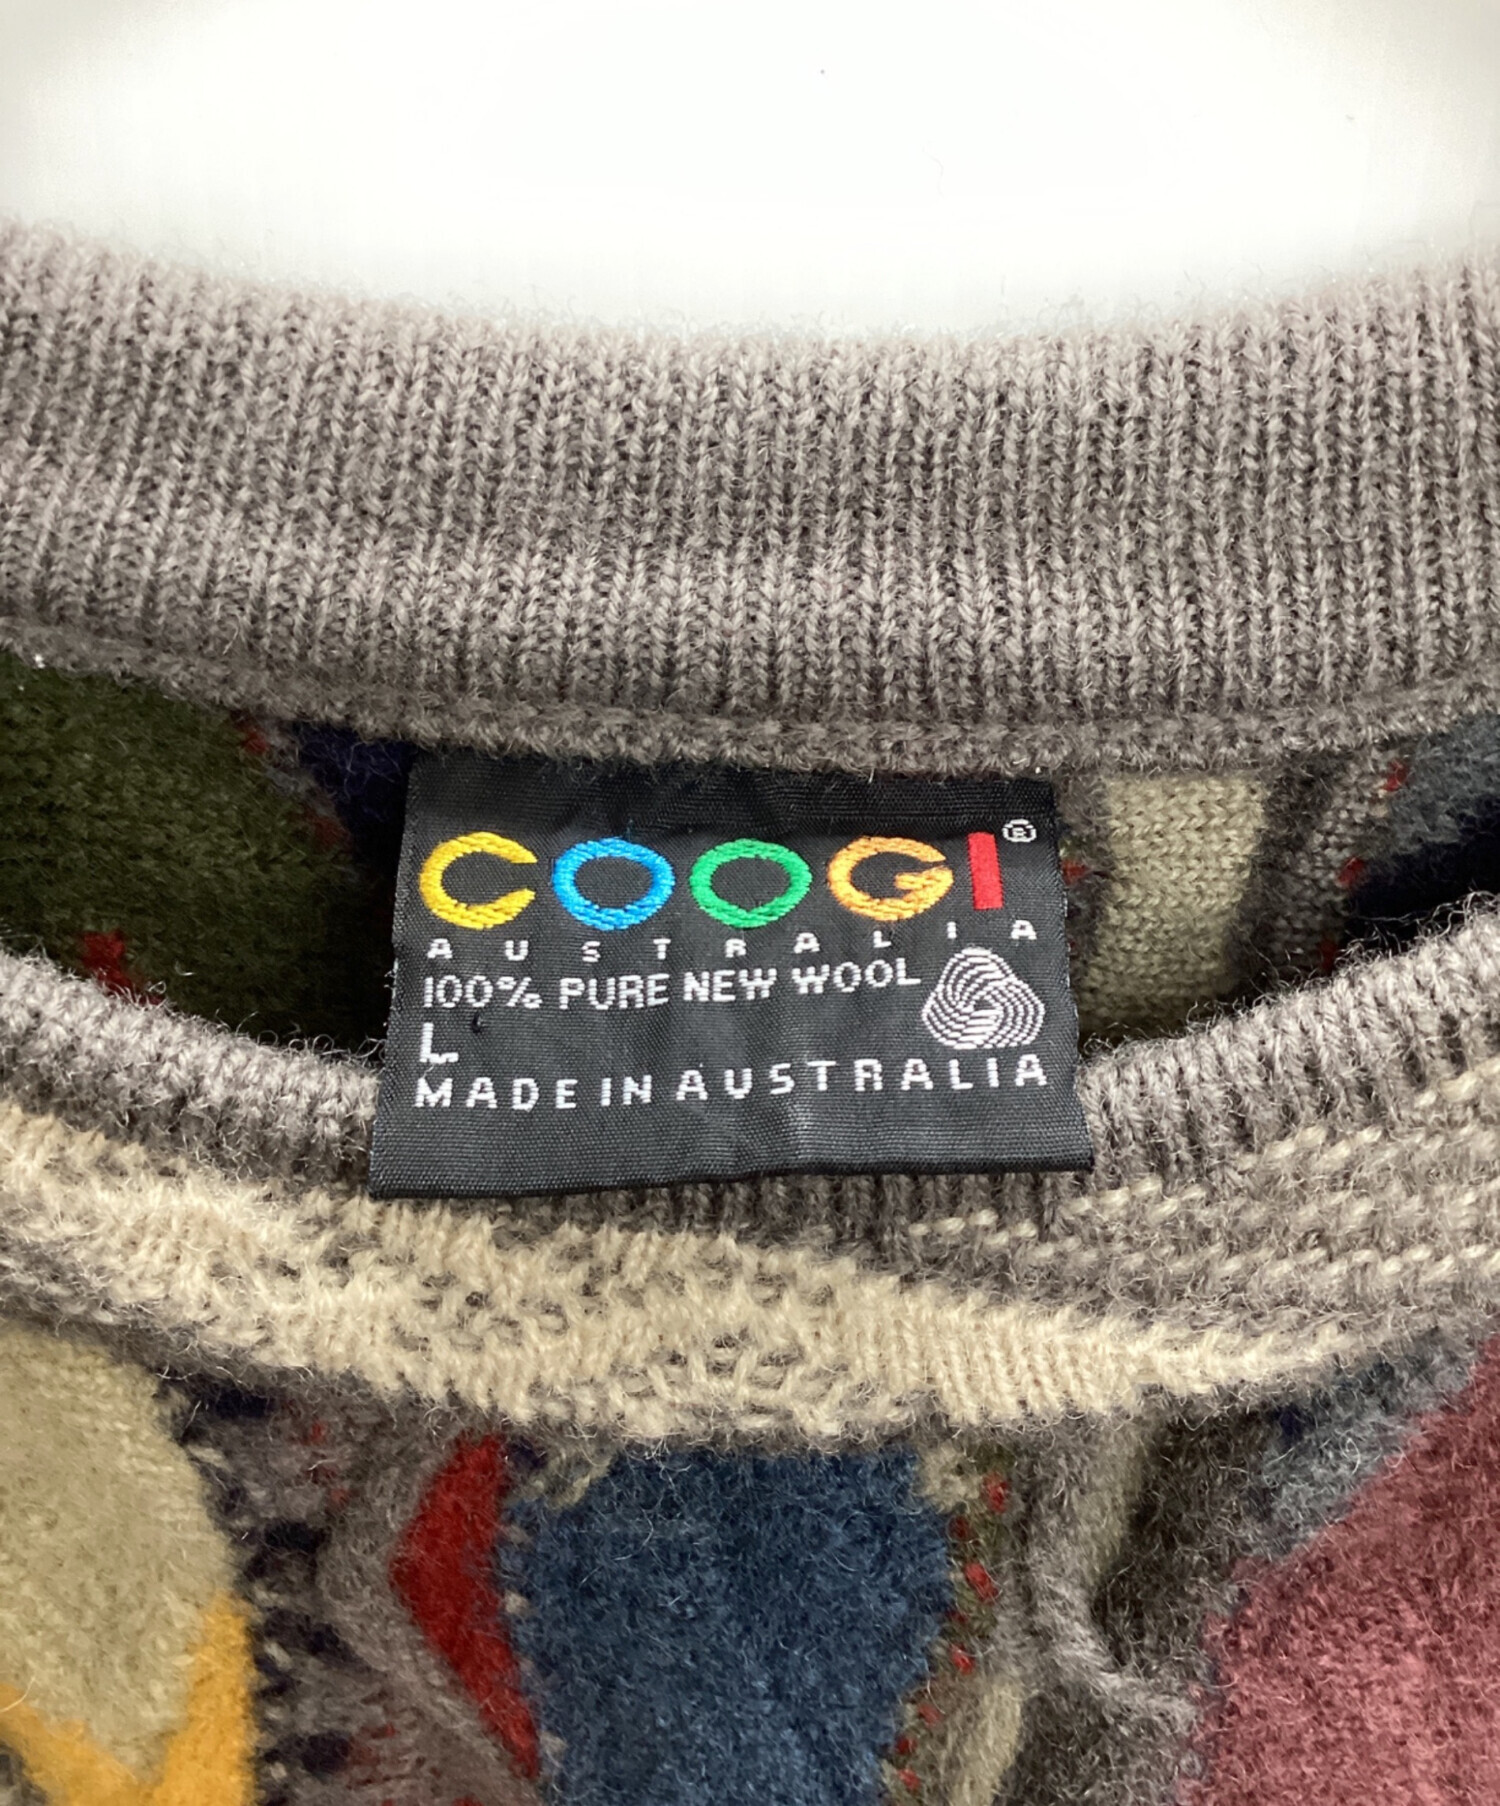 COOGI®
AUSTRALIA
100% PURE NEW WOOL
L
MADE IN AUSTRALIA